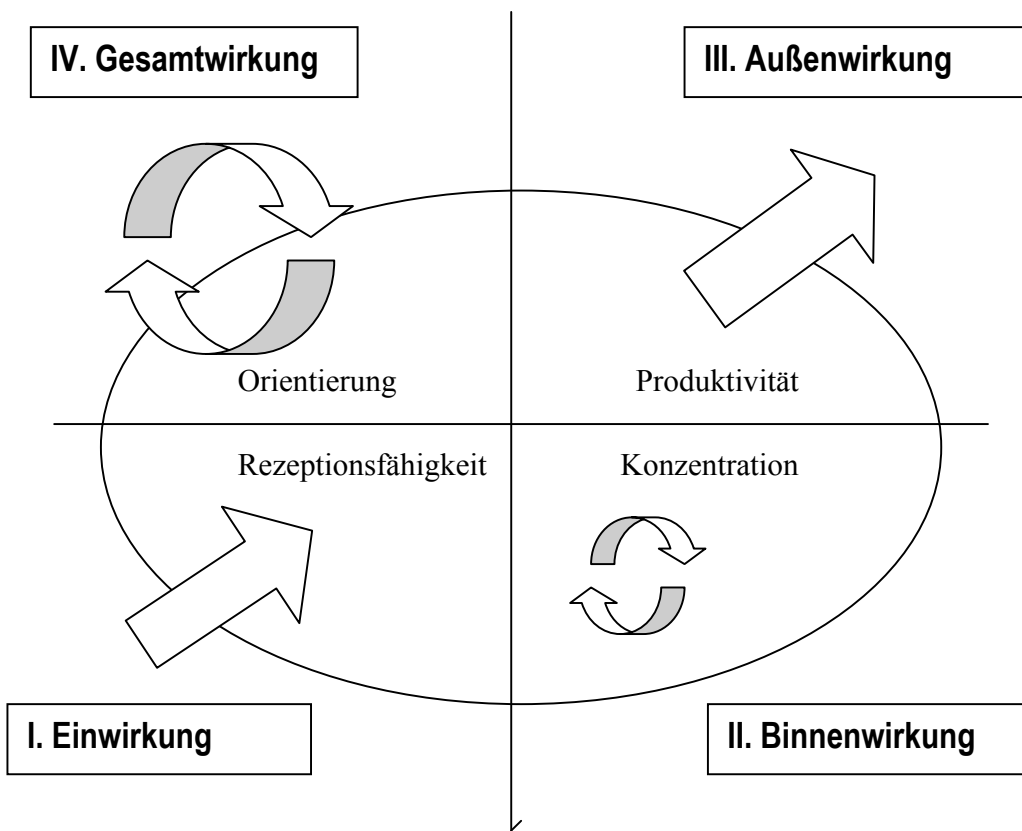 IV. Gesamtwirkung
III. Außenwirkung
Orientierung
Produktivität
Rezeptionsfähigkeit
Konzentration
I. Einwirkung
II. Binnenwirkung